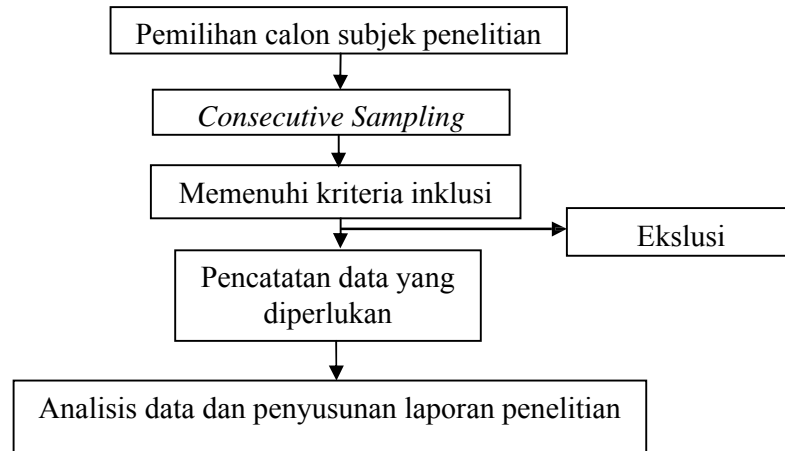 Pemilihan calon subjek penelitian
Consecutive Sampling
Memenuhi kriteria inklusi
Ekslusi
Pencatatan data yang
diperlukan
Analisis data dan penyusunan laporan penelitian